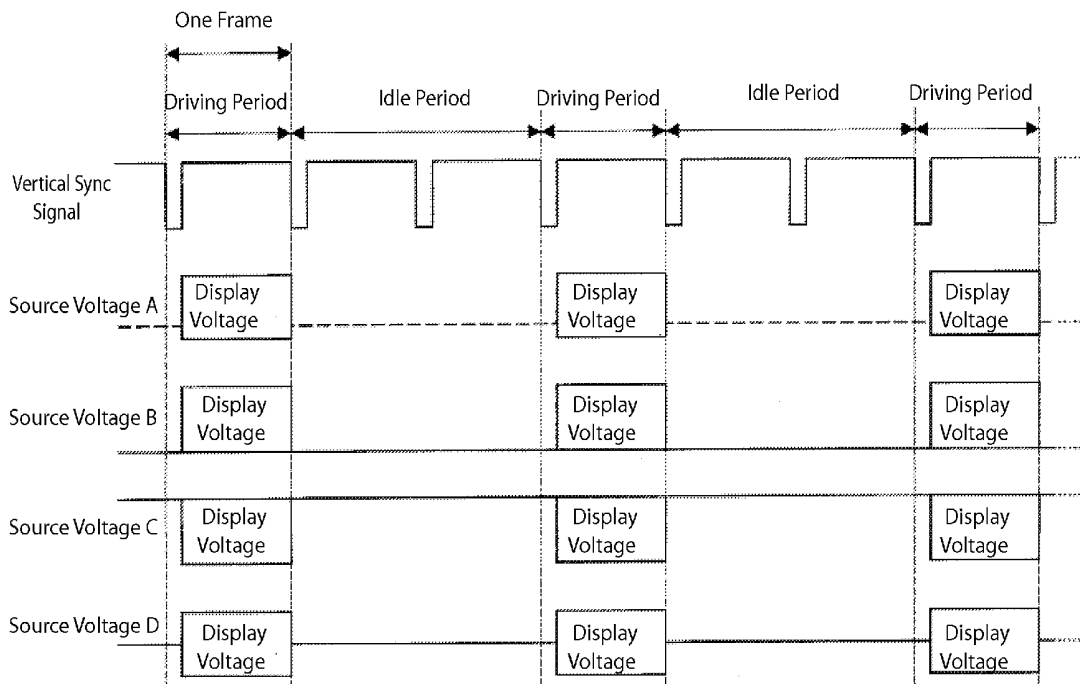 One Frame
Driving Period
Idle Period
Driving Period
Idle Period
Driving Period
Vertical Sync
Signal
Source Voltage A
Display
Voltage
Display
Voltage
Display
Voltage
Source Voltage B
Display
Voltage
Display
Voltage
Display
Voltage
Source Voltage C
Display
Voltage
Display
Voltage
Display
Voltage
Source Voltage D
Display
Voltage
Display
Voltage
Display
Voltage